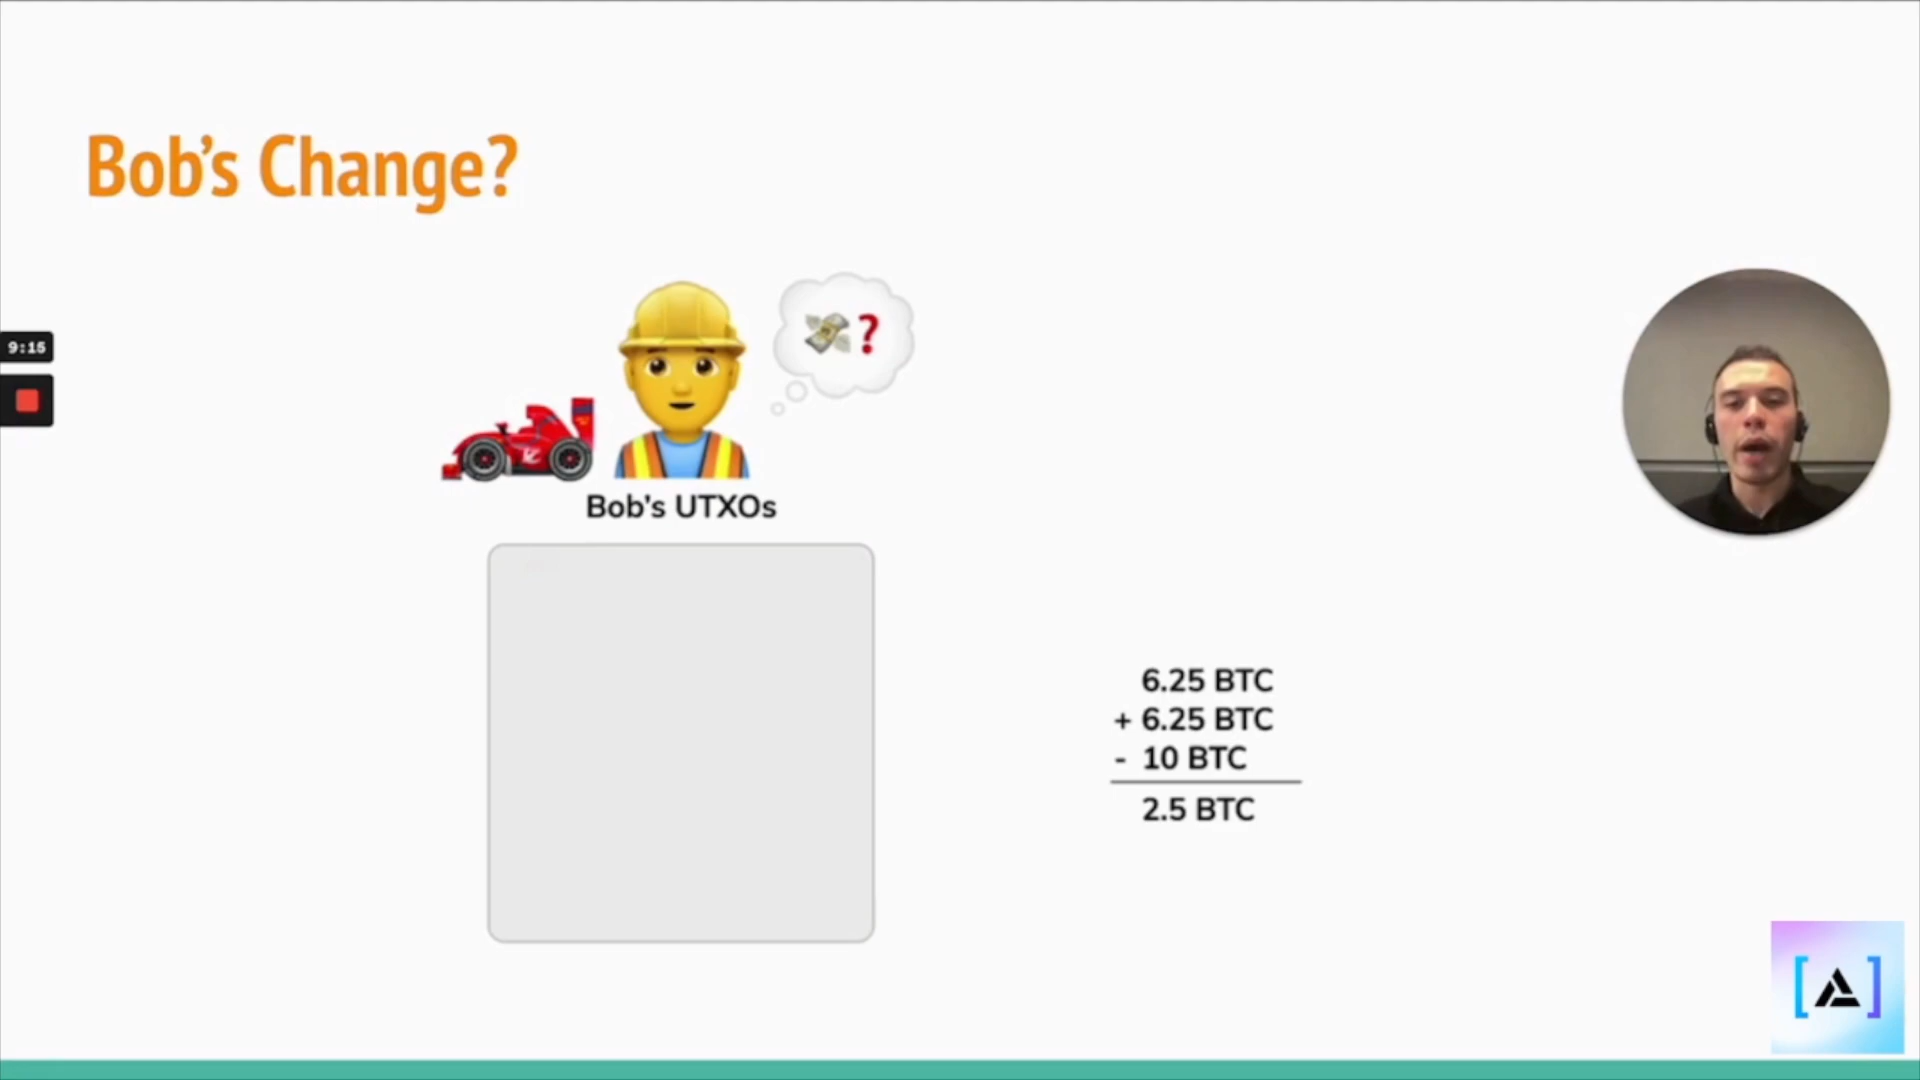 Bob's Change?
9:15
?
Bob's UTXOs
6.25 BTC
+ 6.25 BTC
- 10 BTC
2.5 BTC